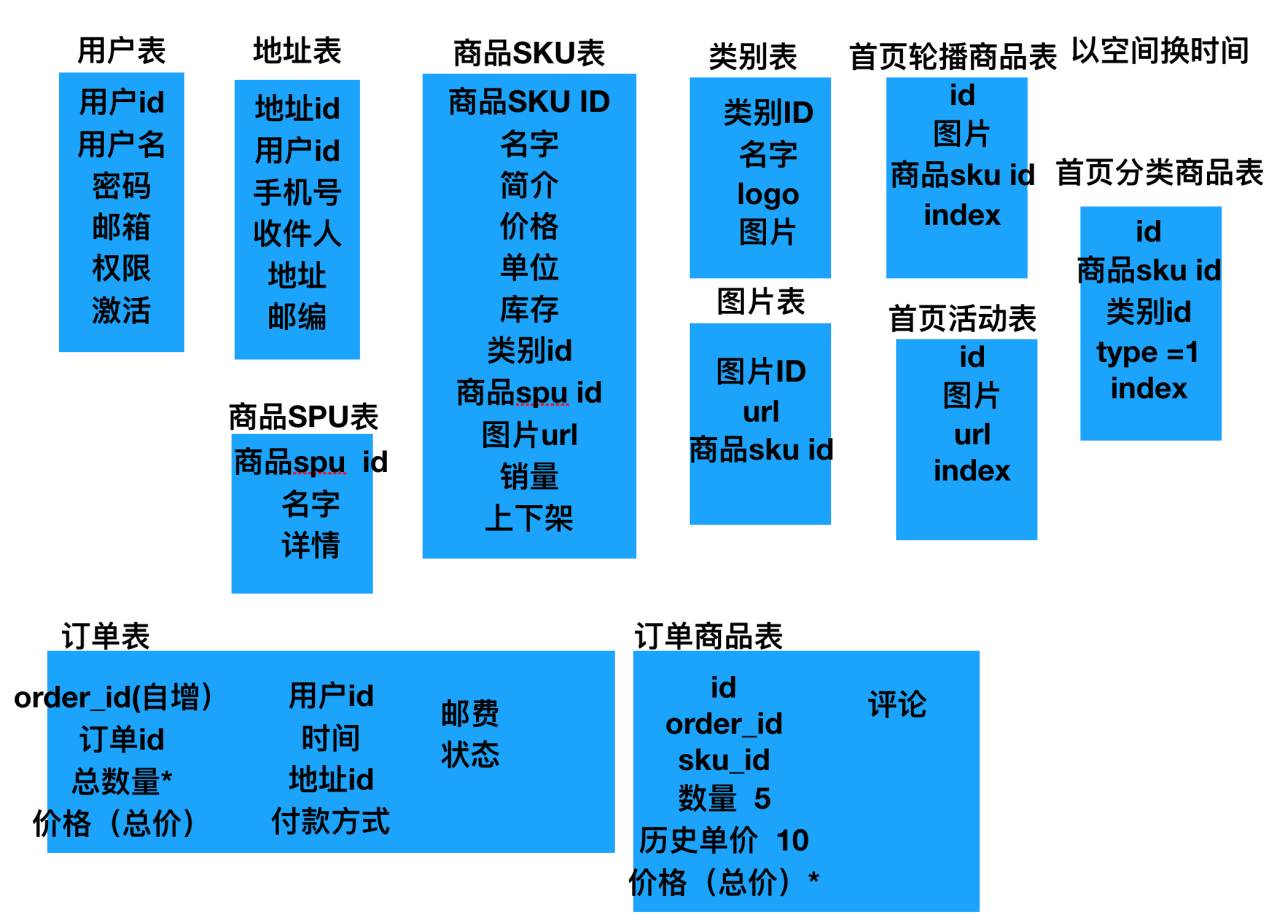 用户表
用户id
用户名
密码
邮箱
权限
激活
地址表
地址id
用户id
手机号
收件人
地址
邮编
商品SKU表
商品SKU ID
名字
简介
价格
单位
库存
类别id
商品spu id
图片url
销量
上下架
类别表
类别ID
名字
logo
图片
首页轮播商品表
id
图片
商品sku id
index
以空间换时间
首页分类商品表
id
商品sku id
类别id
type =1
index
图片表
图片ID
url
商品sku id
首页活动表
id
图片
url
index
商品SPU表
商品spu id
名字
详情
订单表
order_id(自增）
订单id
总数量*
价格（总价）
用户id
时间
地址id
付款方式
邮费
状态
订单商品表
id
order_id
sku_id
数量 5
历史单价 10
价格（总价）*
评论